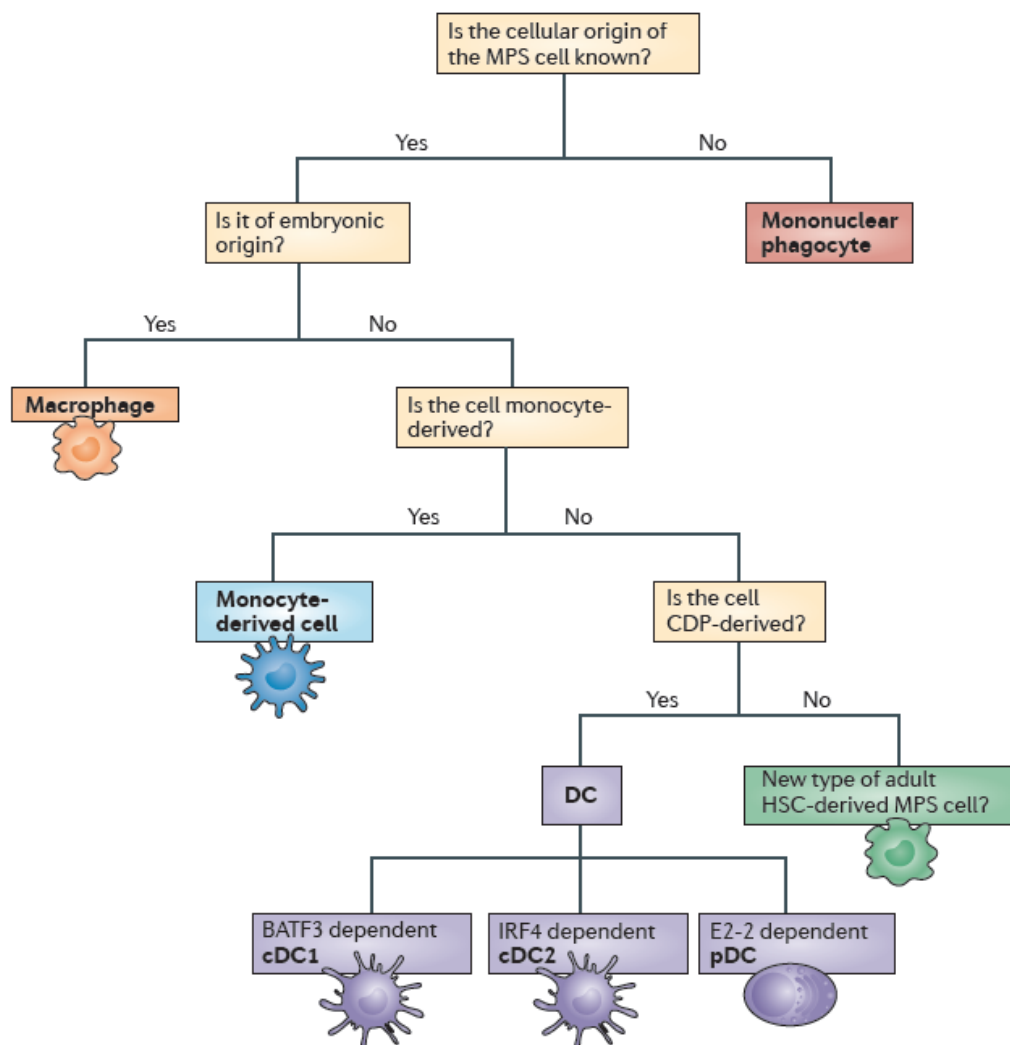 Is the cellular origin of
the MPS cell known?
Yes
No
Is it of embryonic
origin?
Mononuclear
phagocyte
Yes
No
Macrophage
Is the cell monocyte-
derived?
Yes
No
Monocyte-
derived cell
Is the cell
CDP-derived?
Yes
No
DC
New type of adult
HSC-derived MPS cell?
BATF3 dependent
cDC1
IRF4 dependent
cDC2
E2-2 dependent
pDC